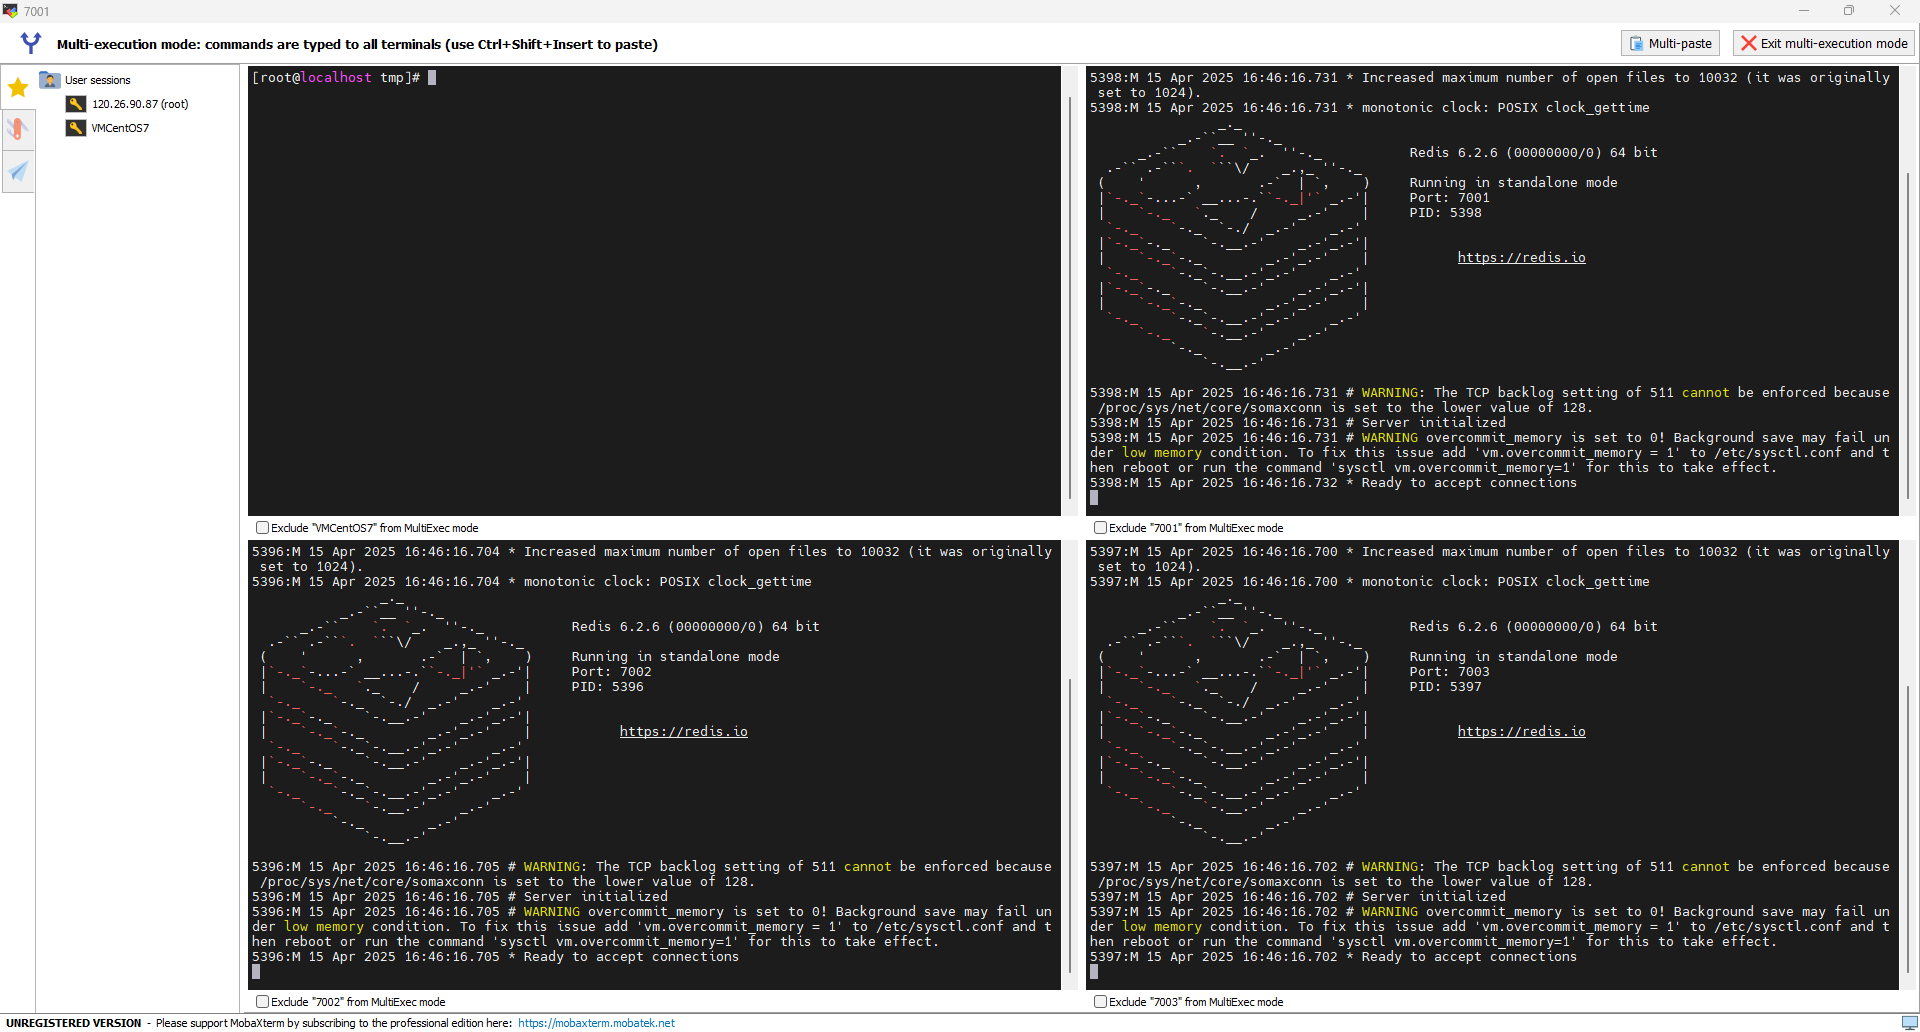 7001
Multi-execution mode: commands are typed to all terminals (use Ctrl+Shift+Insert to paste)
Multi-paste
Exit multi-execution mode
User sessions
120.26.90.87 (root)
VMCentOS7
[root@localhost tmp]#
Exclude "VMCentOS7" from MultiExec mode
5398:M 15 Apr 2025 16:46:16.731 * Increased maximum number of open files to 10032 (it was originally
set to 1024).
5398:M 15 Apr 2025 16:46:16.731 * monotonic clock: POSIX clock_gettime
Redis 6.2.6 (00000000/0) 64 bit
Running in standalone mode
Port: 7001
PID: 5398
https://redis.io
5398:M 15 Apr 2025 16:46:16.731 # WARNING: The TCP backlog setting of 511 cannot be enforced because
/proc/sys/net/core/somaxconn is set to the lower value of 128.
5398:M 15 Apr 2025 16:46:16.731 # Server initialized
5398:M 15 Apr 2025 16:46:16.731 # WARNING overcommit_memory is set to 0! Background save may fail un
der low memory condition. To fix this issue add 'vm.overcommit_memory = 1' to /etc/sysctl.conf and t
hen reboot or run the command 'sysctl vm.overcommit_memory=1' for this to take effect.
5398:M 15 Apr 2025 16:46:16.732 * Ready to accept connections
Exclude "7001" from MultiExec mode
5396:M 15 Apr 2025 16:46:16.704 * Increased maximum number of open files to 10032 (it was originally
set to 1024).
5396:M 15 Apr 2025 16:46:16.704 * monotonic clock: POSIX clock_gettime
Redis 6.2.6 (00000000/0) 64 bit
Running in standalone mode
Port: 7002
PID: 5396
https://redis.io
5396:M 15 Apr 2025 16:46:16.705 # WARNING: The TCP backlog setting of 511 cannot be enforced because
/proc/sys/net/core/somaxconn is set to the lower value of 128.
5396:M 15 Apr 2025 16:46:16.705 # Server initialized
5396:M 15 Apr 2025 16:46:16.705 # WARNING overcommit_memory is set to 0! Background save may fail un
der low memory condition. To fix this issue add 'vm.overcommit_memory = 1' to /etc/sysctl.conf and t
hen reboot or run the command 'sysctl vm.overcommit_memory=1' for this to take effect.
5396:M 15 Apr 2025 16:46:16.705 * Ready to accept connections
Exclude "7002" from MultiExec mode
5397:M 15 Apr 2025 16:46:16.700 * Increased maximum number of open files to 10032 (it was originally
set to 1024).
5397:M 15 Apr 2025 16:46:16.700 * monotonic clock: POSIX clock_gettime
Redis 6.2.6 (00000000/0) 64 bit
Running in standalone mode
Port: 7003
PID: 5397
https://redis.io
5397:M 15 Apr 2025 16:46:16.702 # WARNING: The TCP backlog setting of 511 cannot be enforced because
/proc/sys/net/core/somaxconn is set to the lower value of 128.
5397:M 15 Apr 2025 16:46:16.702 # Server initialized
5397:M 15 Apr 2025 16:46:16.702 # WARNING overcommit_memory is set to 0! Background save may fail un
der low memory condition. To fix this issue add 'vm.overcommit_memory = 1' to /etc/sysctl.conf and t
hen reboot or run the command 'sysctl vm.overcommit_memory=1' for this to take effect.
5397:M 15 Apr 2025 16:46:16.702 * Ready to accept connections
Exclude "7003" from MultiExec mode
UNREGISTERED VERSION - Please support MobaXterm by subscribing to the professional edition here: https://mobaxterm.mobatek.net